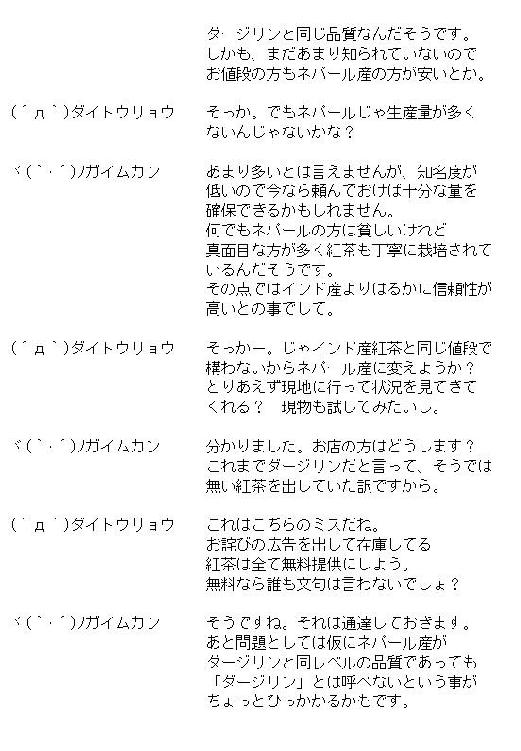 ダージリンと同じ品質なんだそうです。
しかも、まだあまり知られていないので
お値段の方もネパール産の方が安いとか。
(´д｀)ダイトウリョウ　そっか。でもネパールじゃ生産量が多く
ないんじゃないかな？
ヾ(｀・´)ﾉガイムカン　あまり多いとは言えませんが、知名度が
低いので今なら頼んでおけば十分な量を
確保できるかもしれません。
何でもネパールの方は貧しいけれど
真面目な方が多く紅茶も丁寧に栽培されて
いるんだそうです。
その点ではインド産よりはるかに信頼性が
高いとの事でして。
(´д｀)ダイトウリョウ　そっかー。じゃインド産紅茶と同じ値段で
構わないからネパール産に変えようか？
とりあえず現地に行って状況を見てきて
くれる？　現物も試してみたいし。
ヾ(｀・´)ﾉガイムカン　分かりました。お店の方はどうします？
これまでダージリンだと言って、そうでは
無い紅茶を出していた訳ですから。
(´д｀)ダイトウリョウ　これはこちらのミスだね。
お詫びの広告を出して在庫してる
紅茶は全て無料提供にしよう。
無料なら誰も文句は言わないでしょ？
ヾ(｀・´)ﾉガイムカン　そうですね。それは通達しておきます。
あと問題としては仮にネパール産が
ダージリンと同レベルの品質であっても
「ダージリン」とは呼べないという事が
ちょっとひっかかるかもです。